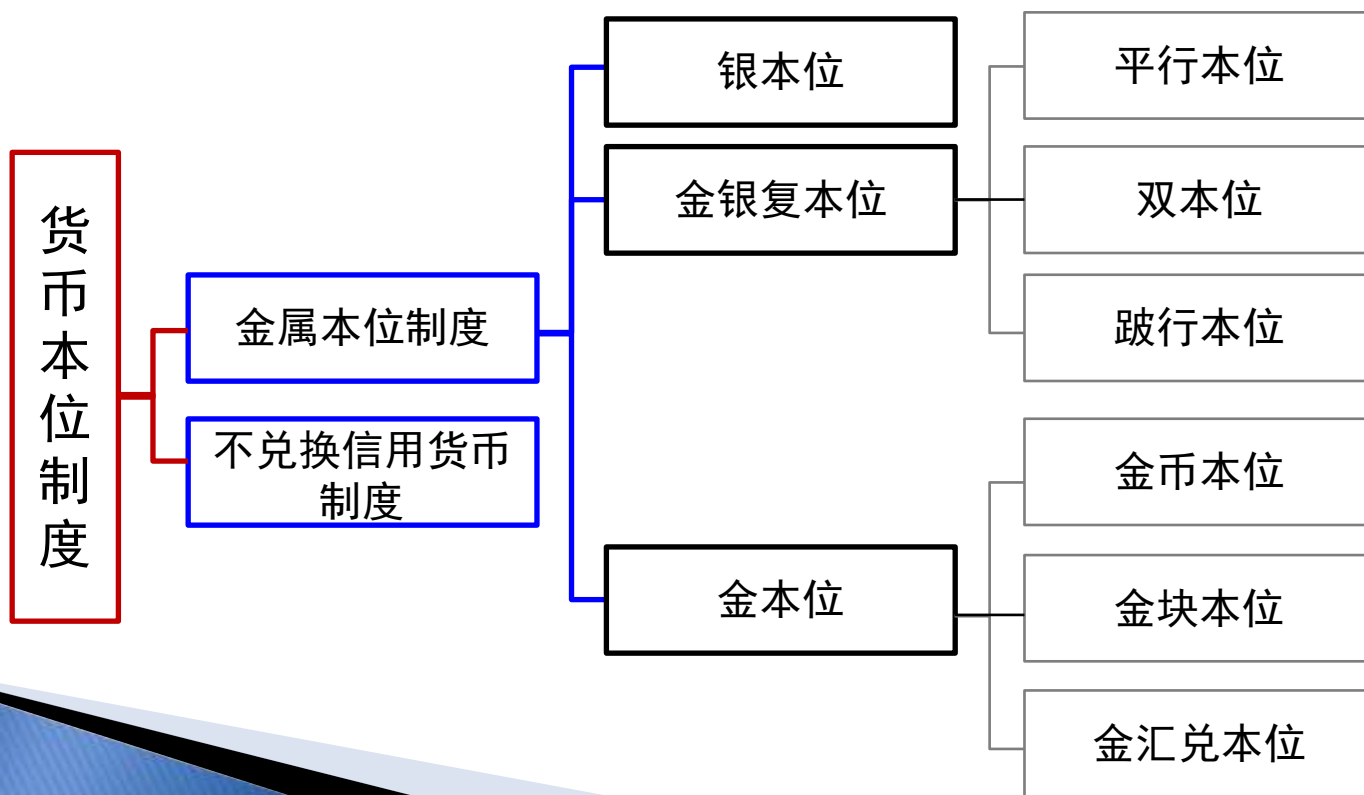 货币本位制度
金属本位制度
不兑换信用货币
制度
银本位
金银复本位
金本位
平行本位
双本位
跛行本位
金币本位
金块本位
金汇兑本位